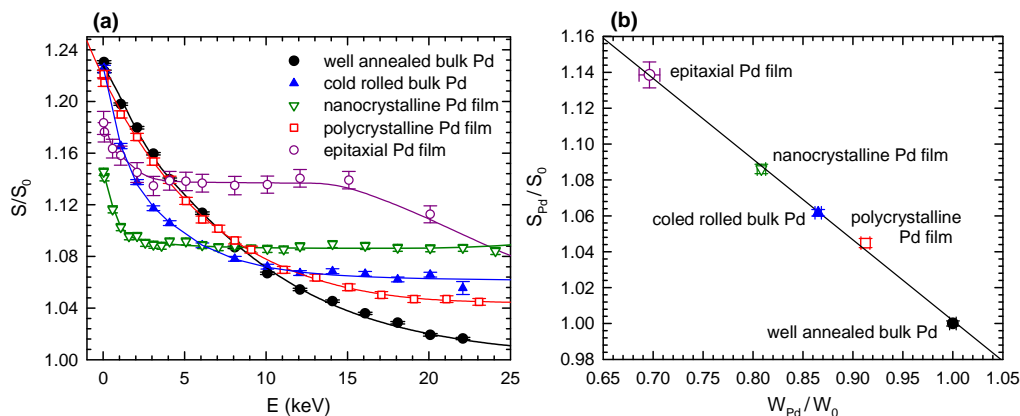 (a)
1.24
1.20
1.16
1.12
1.08
1.04
1.00
S/S0
0
5
10
15
20
25
E (keV)
well annealed bulk Pd
cold rolled bulk Pd
nanocrystalline Pd film
polycrystalline Pd film
epitaxial Pd film
(b)
1.16
1.14
1.12
1.10
1.08
1.06
1.04
1.02
1.00
0.98
SPd/S0
epitaxial Pd film
nanocrystalline Pd film
coled rolled bulk Pd
polycrystalline
Pd film
well annealed bulk Pd
0.65
0.70
0.75
0.80
0.85
0.90
0.95
1.00
1.05
WPd/W0